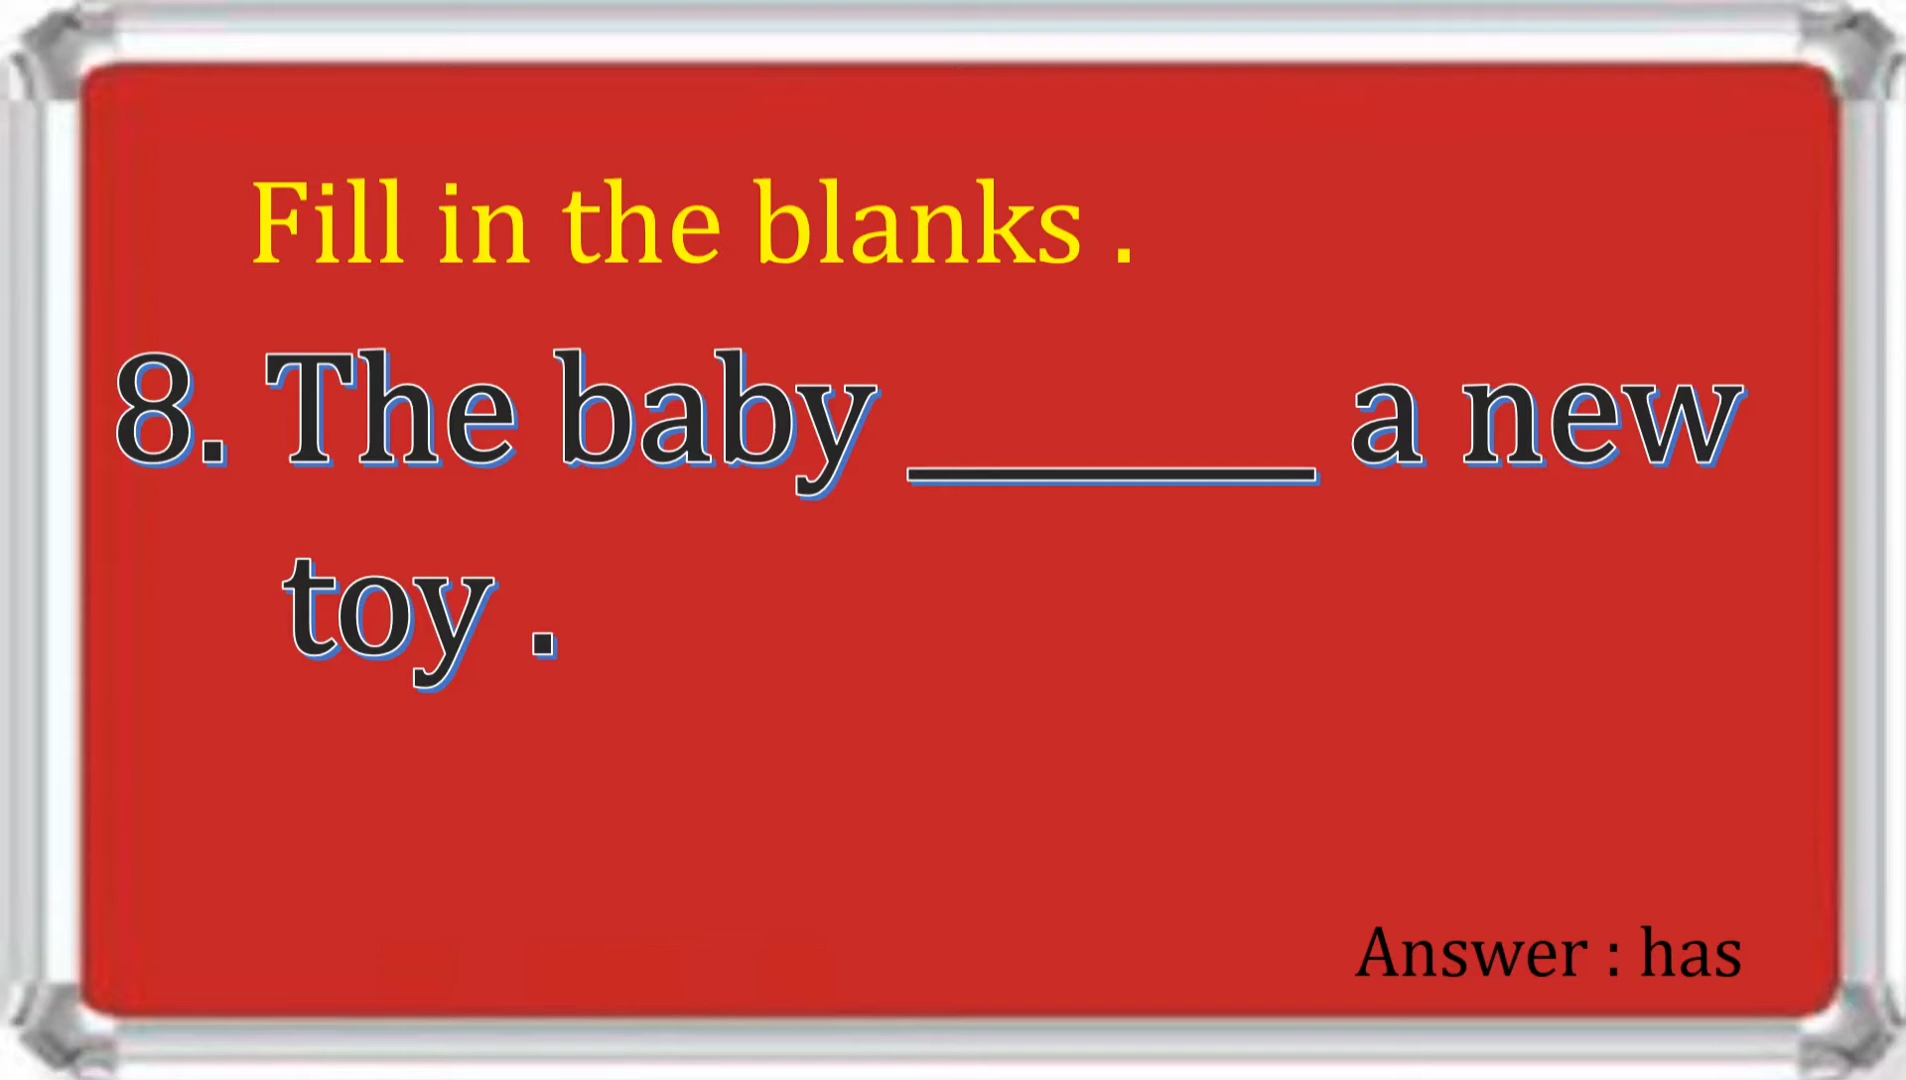 Fill in the blanks .
8. The baby ______ a new
toy .
Answer : has